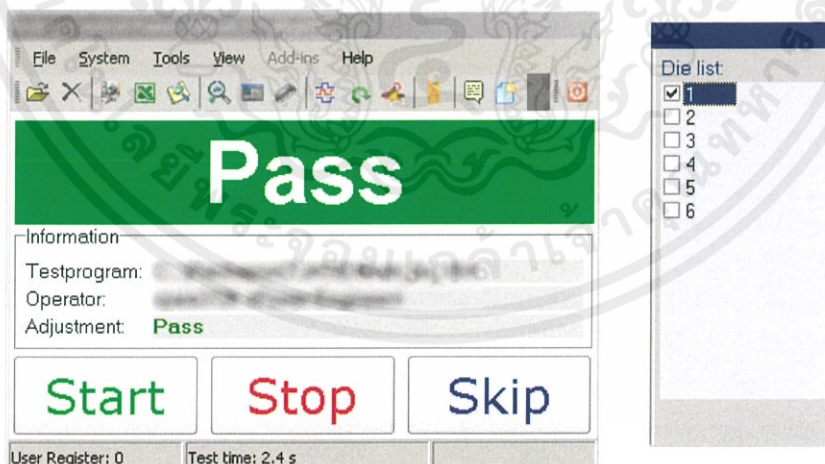 File System Tools View Add-ins Help
Pass
Information
Testprogram:
Operator:
Adjustment: Pass
Start Stop Skip
User Register: 0 Test time: 2.4 s
Die list:
1
2
3
4
5
6